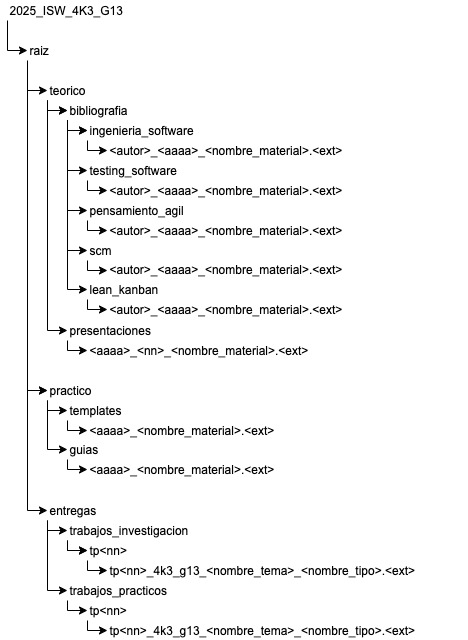 2025_ISW_4K3_G13
raiz
teorico
bibliografia
ingenieria_software
<autor>_<aaaa>_<nombre_material>.<ext>
testing_software
<autor>_<aaaa>_<nombre_material>.<ext>
pensamiento_agil
<autor>_<aaaa>_<nombre_material>.<ext>
scm
<autor>_<aaaa>_<nombre_material>.<ext>
lean_kanban
<autor>_<aaaa>_<nombre_material>.<ext>
presentaciones
<aaaa>_<nn>_<nombre_material>.<ext>
practico
templates
<aaaa>_<nombre_material>.<ext>
guias
<aaaa>_<nombre_material>.<ext>
entregas
trabajos_investigacion
tp<nn>
tp<nn>_4k3_g13_<nombre_tema>_<nombre_tipo>.<ext>
trabajos_practicos
tp<nn>
tp<nn>_4k3_g13_<nombre_tema>_<nombre_tipo>.<ext>